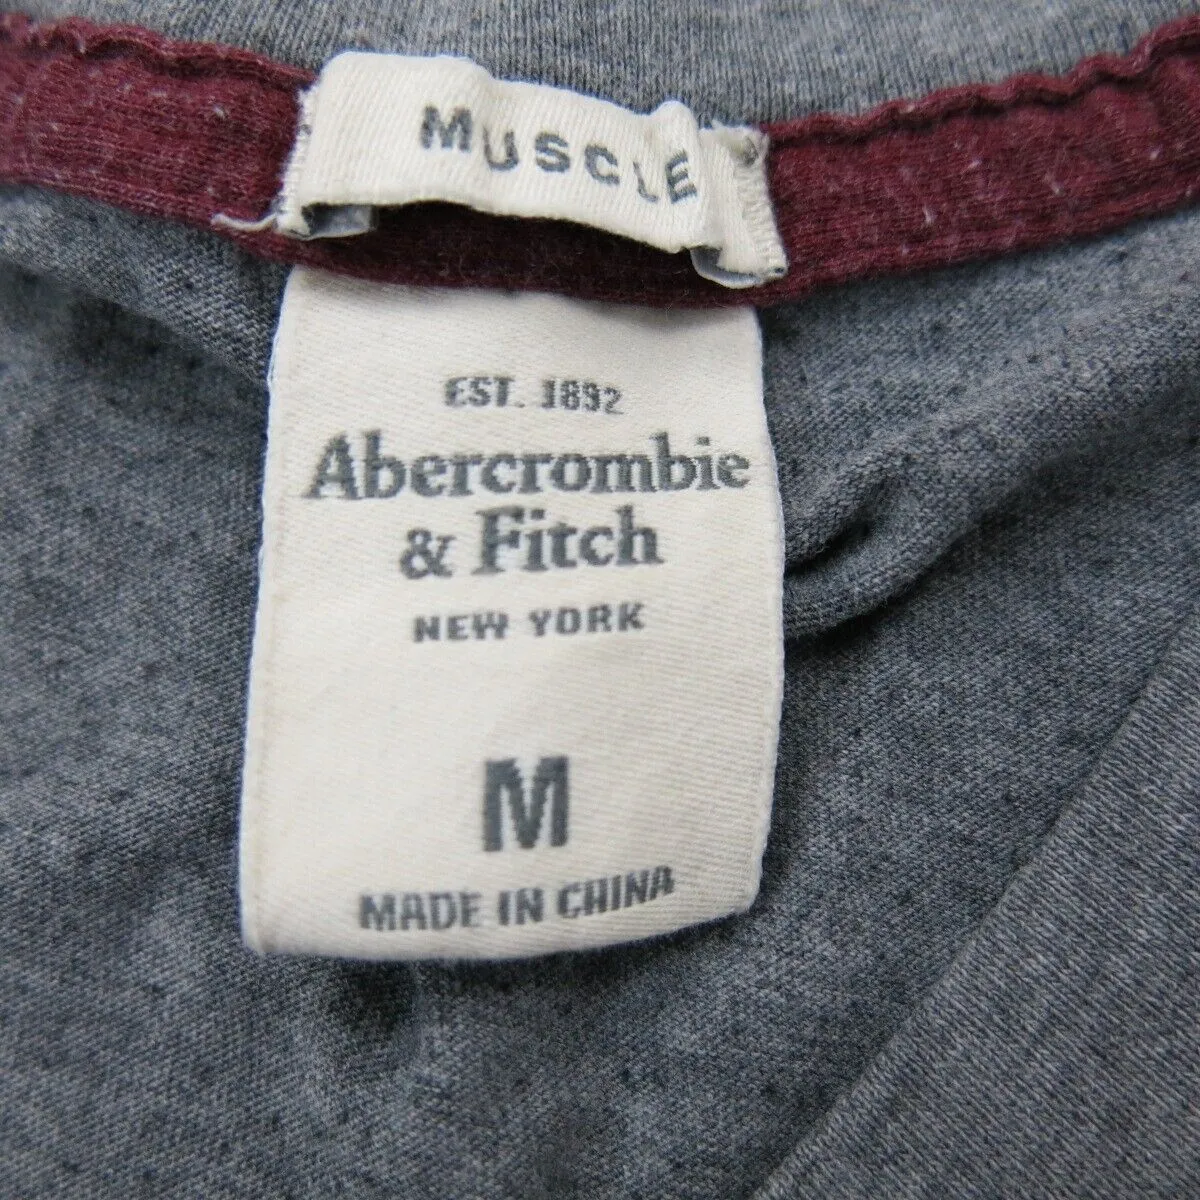 MUSCLE
EST. 1892
Abercrombie
& Fitch
NEW YORK
M
MADE IN CHINA